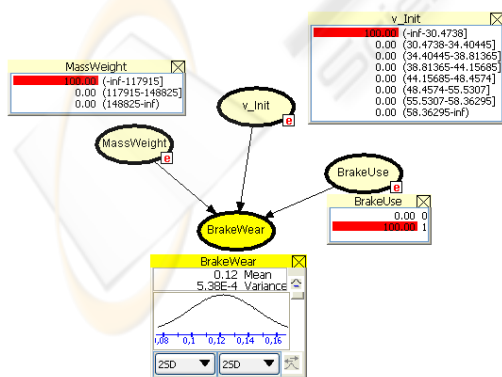 v_Init
100.00 (-inf-30.4738]
0.00 (30.4738-34.40445]
0.00 (34.40445-38.81365]
0.00 (38.81365-44.15685]
0.00 (44.15685-48.4574]
0.00 (48.4574-55.5307]
0.00 (55.5307-58.36295]
0.00 (58.36295-inf)
MassWeight
100.00 (-inf-117915]
0.00 (117915-148825]
0.00 (148825-inf)
v_Init
e
MassWeight
e
BrakeUse
e
BrakeUse
0.00 0
100.00 1
BrakeWear
BrakeWear
0.12 Mean
5.38E-4 Variance
0,08 0,1 0,12 0,14 0,16
2SD 2SD